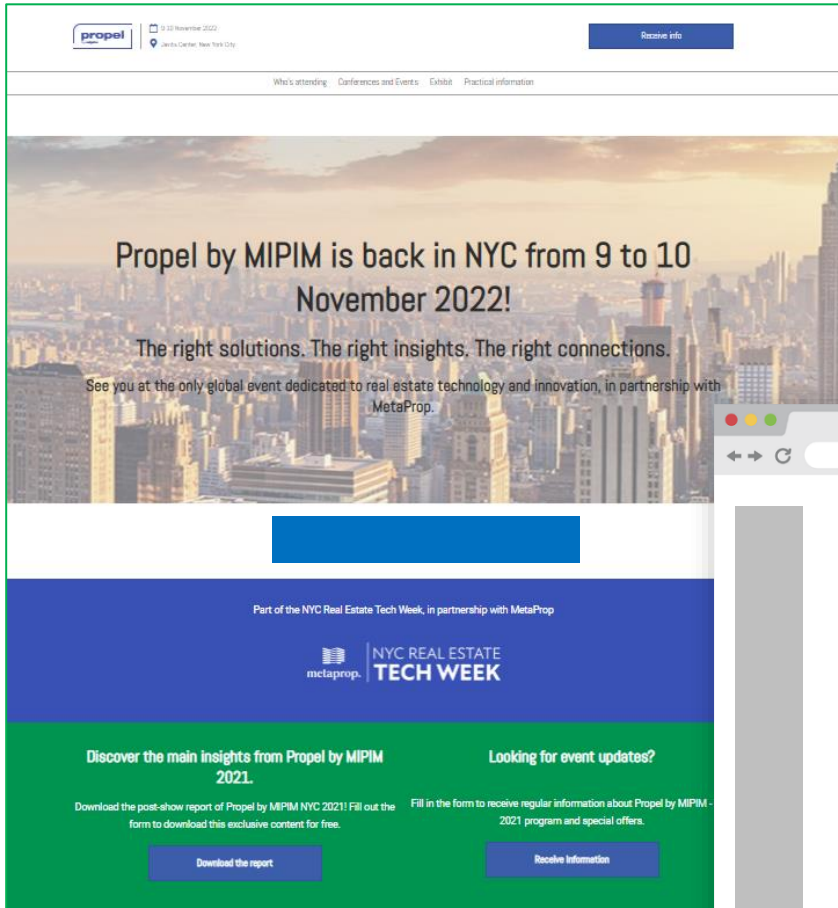 propel
9-10 November 2022
Javits Center, New York City
Receive info
Who's attending Conferences and Events Exhibit Practical information
Propel by MIPIM is back in NYC from 9 to 10
November 2022!
The right solutions. The right insights. The right connections.
See you at the only global event dedicated to real estate technology and innovation, in partnership with
MetaProp.
Part of the NYC Real Estate Tech Week, in partnership with MetaProp
metaprop.
NYC REAL ESTATE
TECH WEEK
Discover the main insights from Propel by MIPIM
2021.
Download the post-show report of Propel by MIPIM NYC 2021! Fill out the
form to download this exclusive content for free.
Download the report
Looking for event updates?
Fill in the form to receive regular information about Propel by MIPIM -
2021 program and special offers.
Receive Information